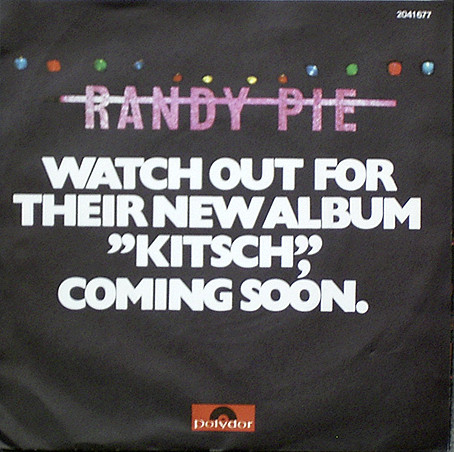 2041677
RANDY PIE
WATCH OUT FOR
THEIR NEW ALBUM
”KITSCH”,
COMING SOON.
polydor